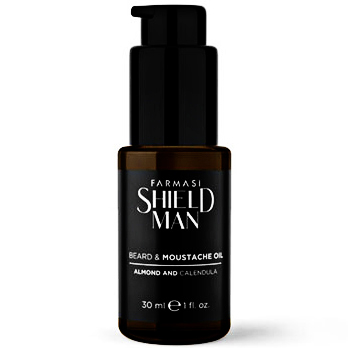 FARMASI
SHIELD
MAN
BEARD & MOUSTACHE OIL
ALMOND AND CALENDULA
30 ml ℮ 1 fl. oz.